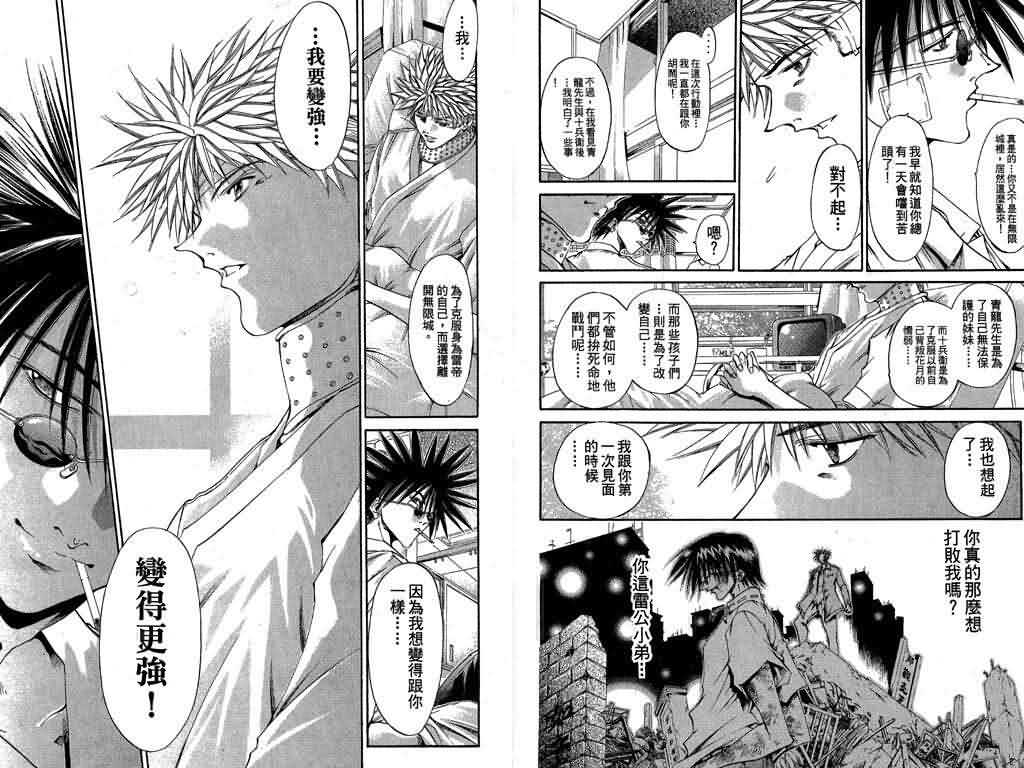 真是的…你又不是在無限
城裡，居然這麼亂來！
我早就知道你總
有一天會嚐到苦
頭了！
對不起…
…
在這次行動裡…
我一直都在跟你
胡鬧呢！
不過，在我看見青
龍先生與十兵衛後
…我明白了一些事
嗯？
青龍先生是為
了自己無法保
護的妹妹……
而十兵衛是為
了克服以前自
己背叛花月的
懦弱……
而那些孩子們
…則是為了改
變自己……
不管如何，他
們都拚死命地
戰鬥呢……
我也想起
了…
我跟你第
一次見面
的時候
……
你真的那麼想
打敗我嗎？
你這雷公小弟…
…我…
為了克服身為雷帝
的自己，而選擇離
開無限城。
因為我想變得跟你
一樣……
…我要變強…
變得更強！